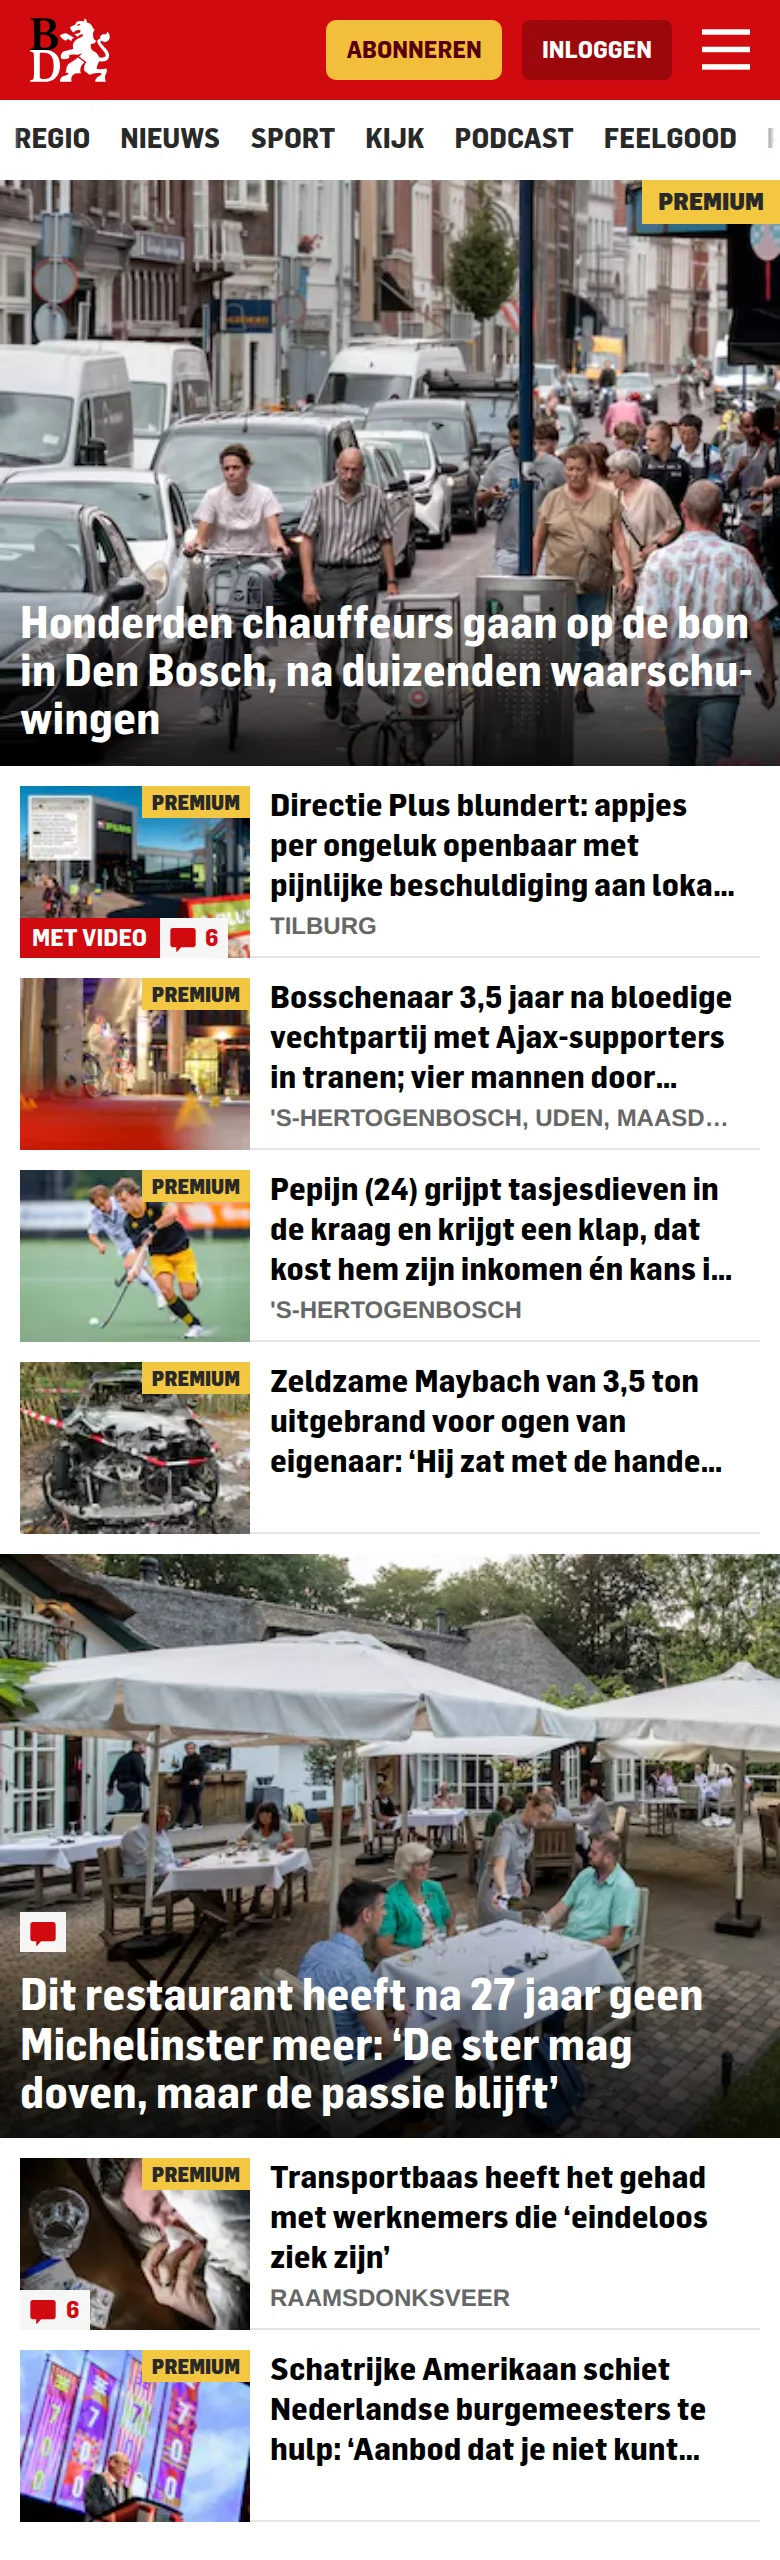 BD
ABONNEREN
INLOGGEN
REGIO NIEUWS SPORT KIJK PODCAST FEELGOOD
PREMIUM
Honderden chauffeurs gaan op de bon
in Den Bosch, na duizenden waarschu-
wingen
PREMIUM
PLUS
MET VIDEO
6
Directie Plus blundert: appjes
per ongeluk openbaar met
pijnlijke beschuldiging aan loka...
TILBURG
PREMIUM
Bosschenaar 3,5 jaar na bloedige
vechtpartij met Ajax-supporters
in tranen; vier mannen door...
'S-HERTOGENBOSCH, UDEN, MAASD...
PREMIUM
Pepijn (24) grijpt tasjesdieven in
de kraag en krijgt een klap, dat
kost hem zijn inkomen én kans i...
'S-HERTOGENBOSCH
PREMIUM
Zeldzame Maybach van 3,5 ton
uitgebrand voor ogen van
eigenaar: ‘Hij zat met de hande...
Dit restaurant heeft na 27 jaar geen
Michelinster meer: ‘De ster mag
doven, maar de passie blijft’
PREMIUM
6
Transportbaas heeft het gehad
met werknemers die ‘eindeloos
ziek zijn’
RAAMSDONKSVEER
PREMIUM
Schatrijke Amerikaan schiet
Nederlandse burgemeesters te
hulp: ‘Aanbod dat je niet kunt...